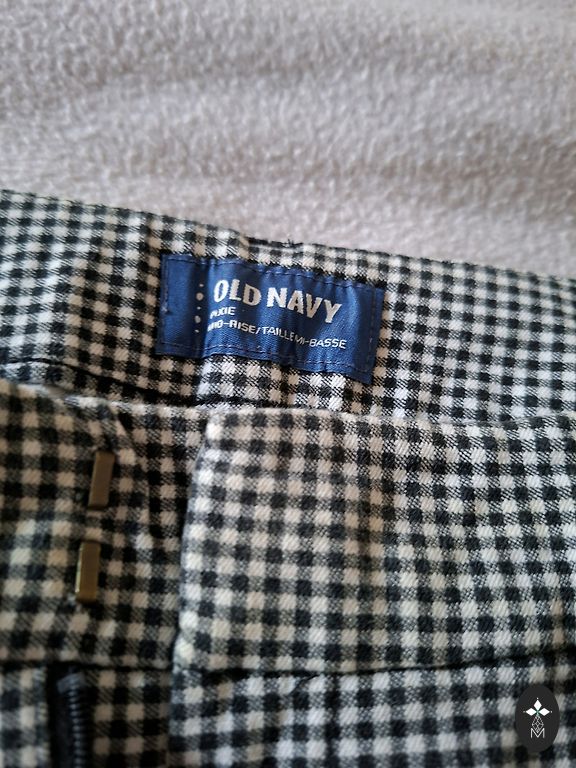 OLD NAVY
PIXIE
MID-RISE/TAILLE MI-BASSE
M